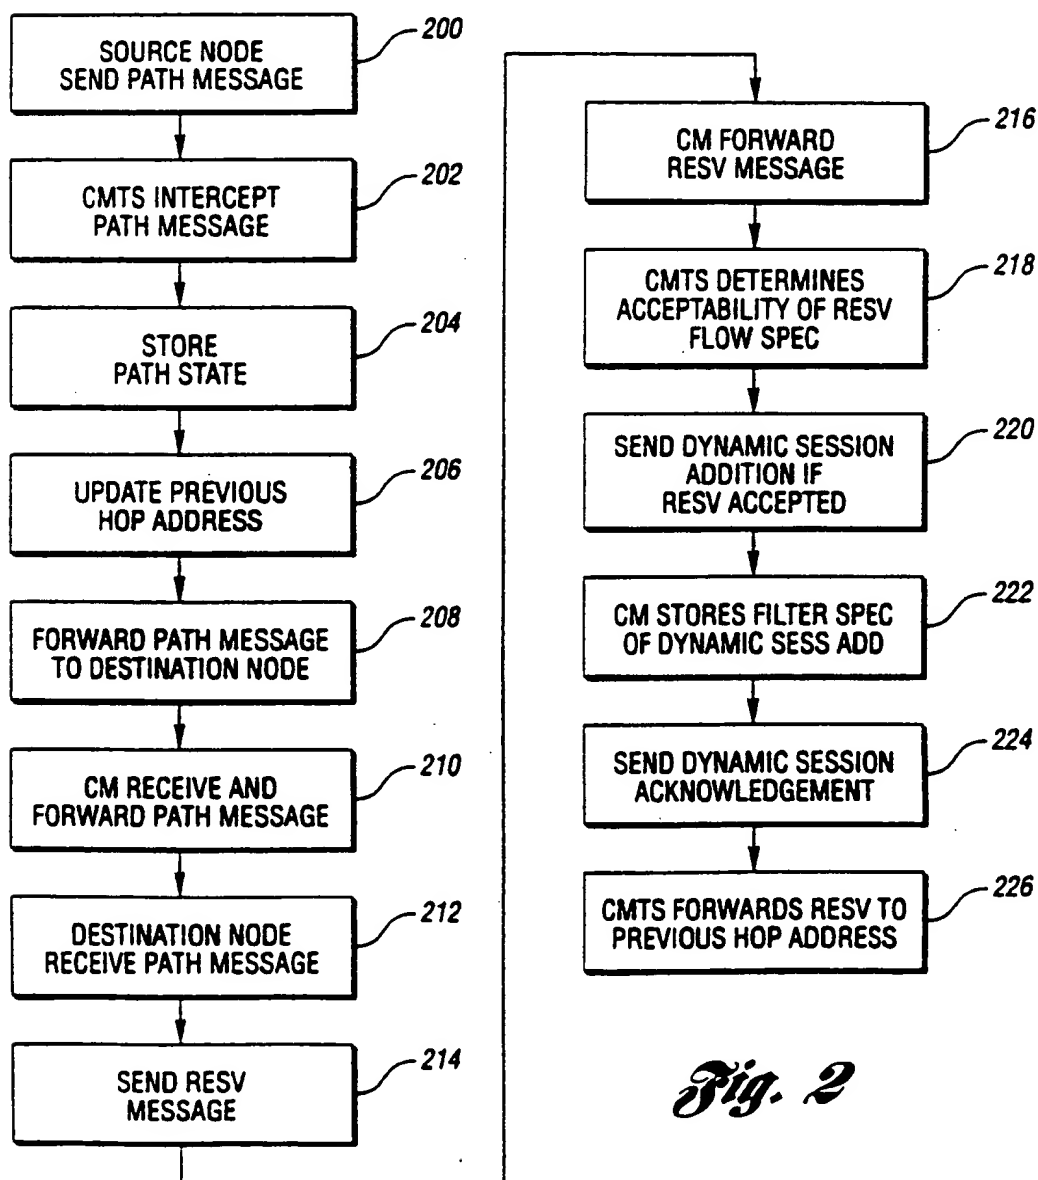 SOURCE NODE
SEND PATH MESSAGE
200
CMTS INTERCEPT
PATH MESSAGE
202
STORE
PATH STATE
204
UPDATE PREVIOUS
HOP ADDRESS
206
FORWARD PATH MESSAGE
TO DESTINATION NODE
208
CM RECEIVE AND
FORWARD PATH MESSAGE
210
DESTINATION NODE
RECEIVE PATH MESSAGE
212
SEND RESV
MESSAGE
214
CM FORWARD
RESV MESSAGE
216
CMTS DETERMINES
ACCEPTABILITY OF RESV
FLOW SPEC
218
SEND DYNAMIC SESSION
ADDITION IF
RESV ACCEPTED
220
CM STORES FILTER SPEC
OF DYNAMIC SESS ADD
222
SEND DYNAMIC SESSION
ACKNOWLEDGEMENT
224
CMTS FORWARDS RESV TO
PREVIOUS HOP ADDRESS
226
Fig. 2